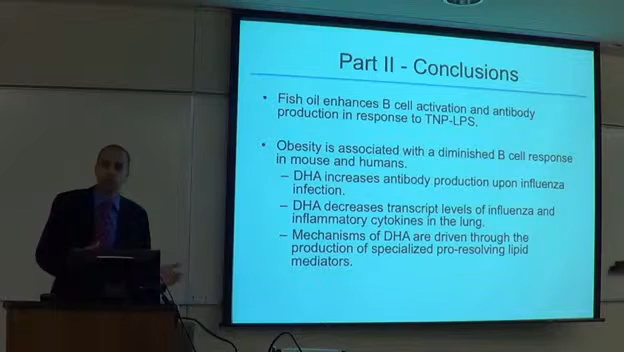 Part II - Conclusions
• Fish oil enhances B cell activation and antibody
production in response to TNP-LPS.
• Obesity is associated with a diminished B cell response
in mouse and humans.
– DHA increases antibody production upon influenza
infection.
– DHA decreases transcript levels of influenza and
inflammatory cytokines in the lung.
– Mechanisms of DHA are driven through the
production of specialized pro-resolving lipid
mediators.